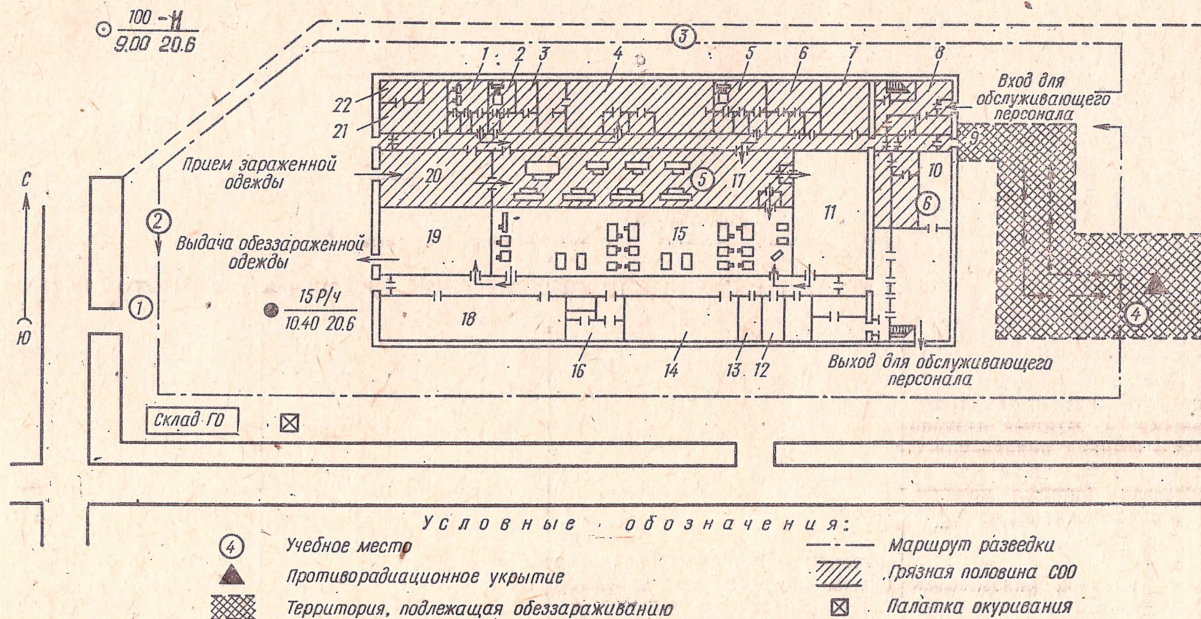 100 - Н
9.00 20.6
3
1 2 3 4 5 6 7 8
22
21
Вход для
обслуживающего
персонала
9
Прием зараженной
одежды
20
5
17
10
11
6
С
2
Выдача обеззараженной
одежды
19
15
1
15 Р/ч
10.40 20.6
Ю
18
4
16 14 13 12
Выход для обслуживающего
персонала
Склад ГО
Условные обозначения:
4 Учебное место
Противорадиационное укрытие
Территория, подлежащая обеззараживанию
Маршрут разведки
Грязная половина СОО
Палатка окуривания